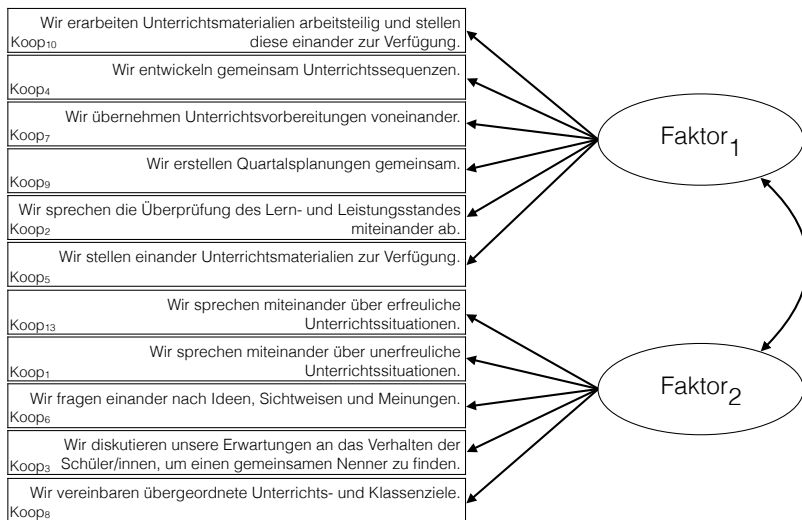 Wir erarbeiten Unterrichtsmaterialien arbeitsteilig und stellen
diese einander zur Verfügung.
Koop10
Wir entwickeln gemeinsam Unterrichtssequenzen.
Koop4
Wir übernehmen Unterrichtsvorbereitungen voneinander.
Koop7
Wir erstellen Quartalsplanungen gemeinsam.
Koop9
Wir sprechen die Überprüfung des Lern- und Leistungsstandes
miteinander ab.
Koop2
Wir stellen einander Unterrichtsmaterialien zur Verfügung.
Koop5
Wir sprechen miteinander über erfreuliche
Unterrichtssituationen.
Koop13
Wir sprechen miteinander über unerfreuliche
Unterrichtssituationen.
Koop1
Wir fragen einander nach Ideen, Sichtweisen und Meinungen.
Koop6
Wir diskutieren unsere Erwartungen an das Verhalten der
Schüler/innen, um einen gemeinsamen Nenner zu finden.
Koop3
Wir vereinbaren übergeordnete Unterrichts- und Klassenziele.
Koop8
Faktor1
Faktor2